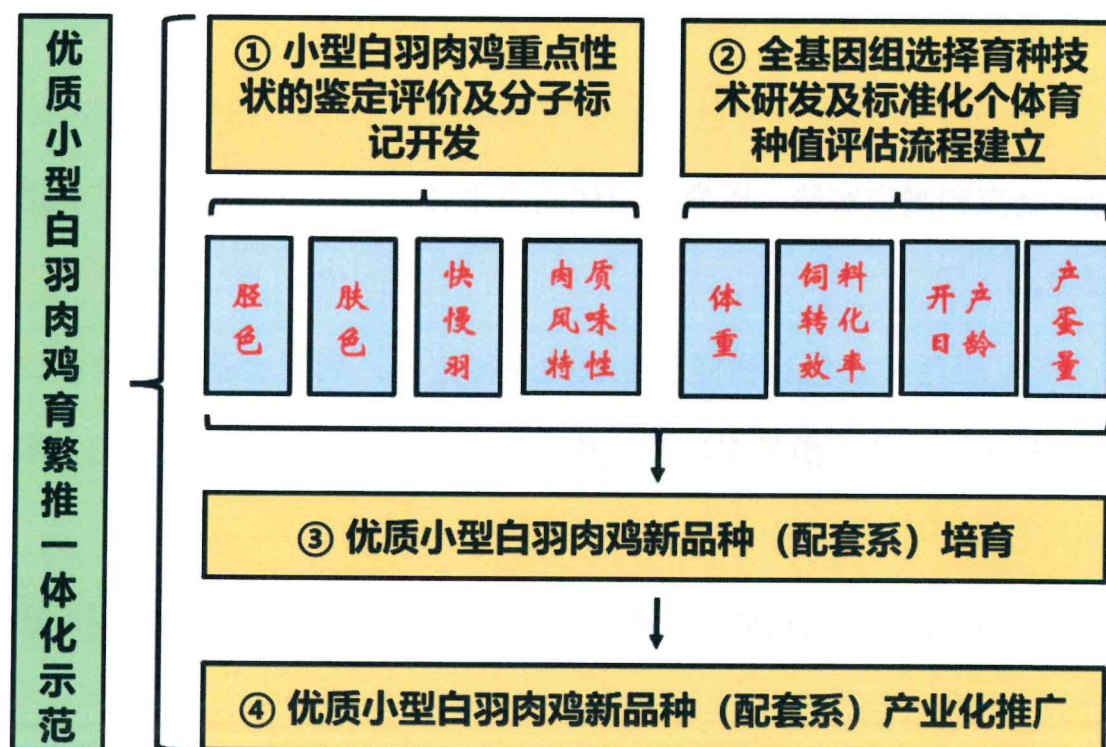 优质小型白羽肉鸡育繁推一体化示范
① 小型白羽肉鸡重点性
状的鉴定评价及分子标
记开发
② 全基因组选择育种技
术研发及标准化个体育
种值评估流程建立
胫色
肤色
快慢羽
肉质
风味
特性
体重
饲料
转化
效率
开产
日龄
产蛋量
③ 优质小型白羽肉鸡新品种（配套系）培育
④ 优质小型白羽肉鸡新品种（配套系）产业化推广